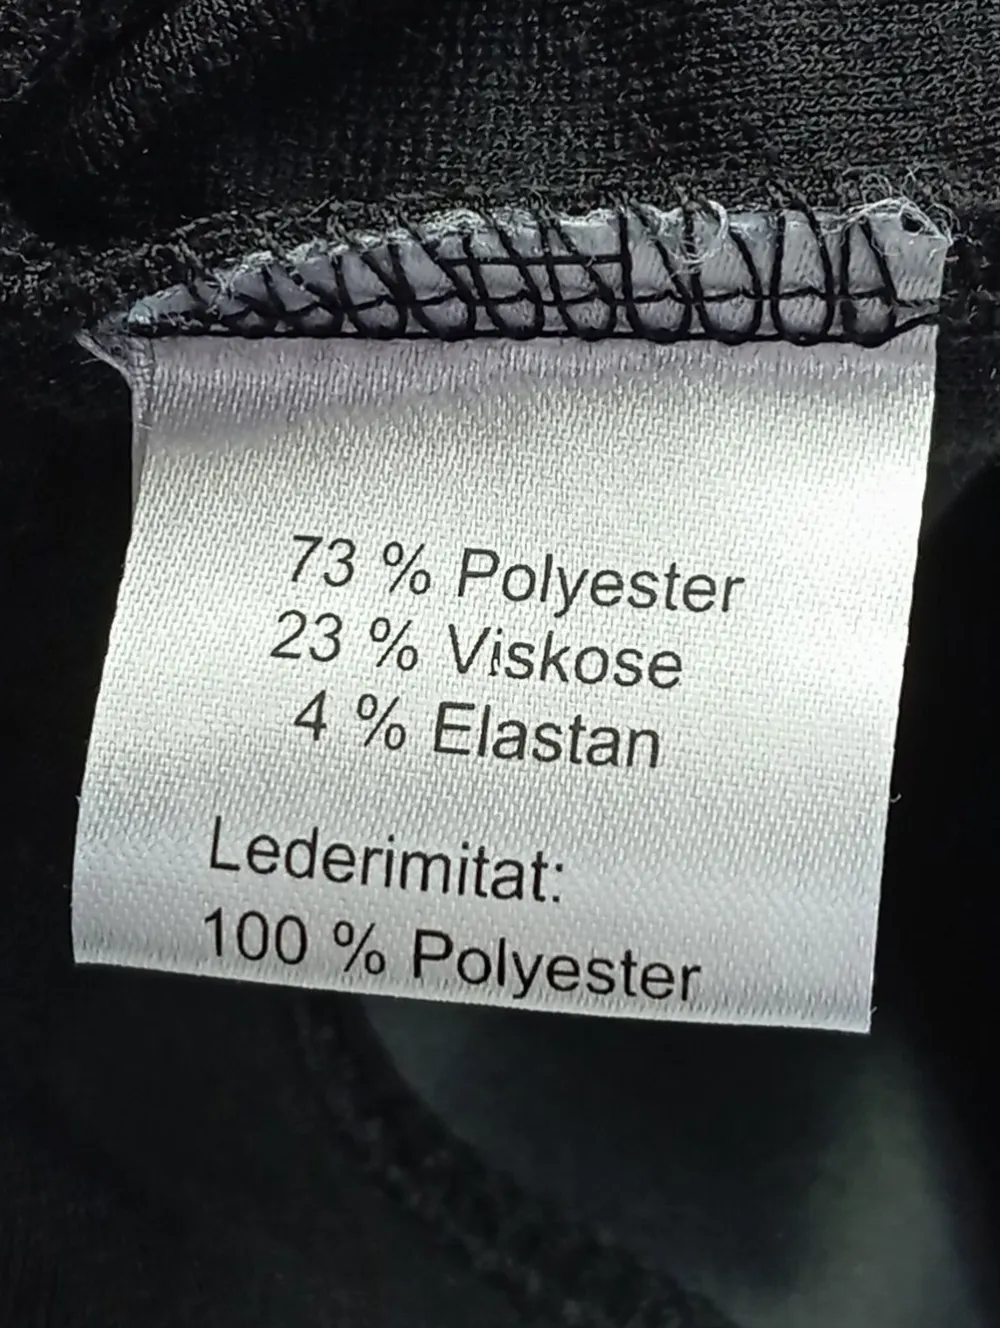 73 % Polyester
23 % Viskose
4 % Elastan
Lederimitat:
100 % Polyester